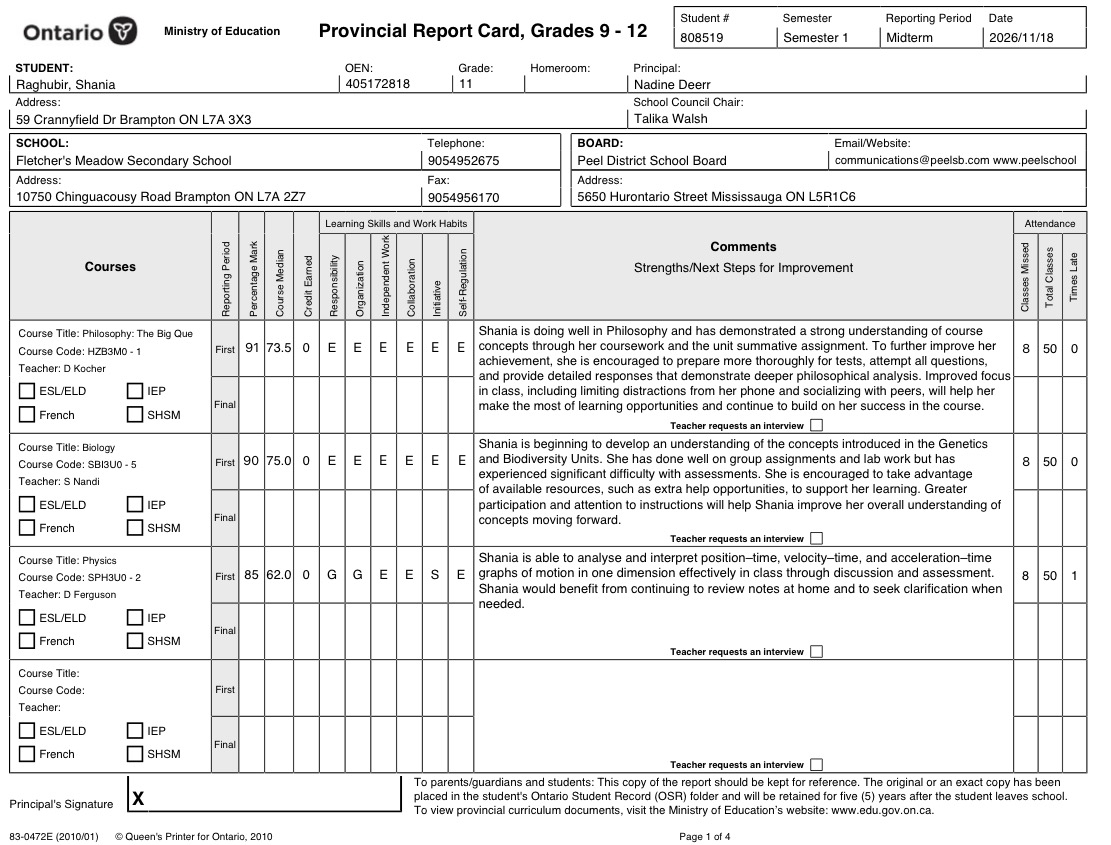 Ontario
Ministry of Education
Provincial Report Card, Grades 9 - 12
Student # Semester Reporting Period Date
808519 Semester 1 Midterm 2026/11/18
STUDENT: OEN: Grade: Homeroom: Principal:
Raghubir, Shania 405172818 11 Nadine Deerr
Address: School Council Chair:
59 Crannyfield Dr Brampton ON L7A 3X3 Talika Walsh
SCHOOL: Telephone:
Fletcher's Meadow Secondary School 9054952675
Address: Fax:
10750 Chinguacousy Road Brampton ON L7A 2Z7 9054956170
BOARD: Email/Website:
Peel District School Board communications@peelsb.com www.peelschool
Address:
5650 Hurontario Street Mississauga ON L5R1C6
Courses
Reporting Period
Percentage Mark
Course Median
Credit Earned
Learning Skills and Work Habits
Responsibility
Organization
Independent Work
Collaboration
Initiative
Self-Regulation
Comments
Strengths/Next Steps for Improvement
Attendance
Classes Missed
Total Classes
Times Late
Course Title: Philosophy: The Big Que
Course Code: HZB3M0 - 1
Teacher: D Kocher
ESL/ELD IEP
French SHSM
First 91 73.5 0 E E E E E E
Final
Shania is doing well in Philosophy and has demonstrated a strong understanding of course
concepts through her coursework and the unit summative assignment. To further improve her
achievement, she is encouraged to prepare more thoroughly for tests, attempt all questions,
and provide detailed responses that demonstrate deeper philosophical analysis. Improved focus
in class, including limiting distractions from her phone and socializing with peers, will help her
make the most of learning opportunities and continue to build on her success in the course.
Teacher requests an interview
8 50 0
Course Title: Biology
Course Code: SBI3U0 - 5
Teacher: S Nandi
ESL/ELD IEP
French SHSM
First 90 75.0 0 E E E E E E
Final
Shania is beginning to develop an understanding of the concepts introduced in the Genetics
and Biodiversity Units. She has done well on group assignments and lab work but has
experienced significant difficulty with assessments. She is encouraged to take advantage
of available resources, such as extra help opportunities, to support her learning. Greater
participation and attention to instructions will help Shania improve her overall understanding of
concepts moving forward.
Teacher requests an interview
8 50 0
Course Title: Physics
Course Code: SPH3U0 - 2
Teacher: D Ferguson
ESL/ELD IEP
French SHSM
First 85 62.0 0 G G E E S E
Final
Shania is able to analyse and interpret position–time, velocity–time, and acceleration–time
graphs of motion in one dimension effectively in class through discussion and assessment.
Shania would benefit from continuing to review notes at home and to seek clarification when
needed.
Teacher requests an interview
8 50 1
Course Title:
Course Code:
Teacher:
ESL/ELD IEP
French SHSM
First
Final
Teacher requests an interview
Principal's Signature X
To parents/guardians and students: This copy of the report should be kept for reference. The original or an exact copy has been
placed in the student's Ontario Student Record (OSR) folder and will be retained for five (5) years after the student leaves school.
To view provincial curriculum documents, visit the Ministry of Education's website: www.edu.gov.on.ca.
83-0472E (2010/01) © Queen's Printer for Ontario, 2010 Page 1 of 4